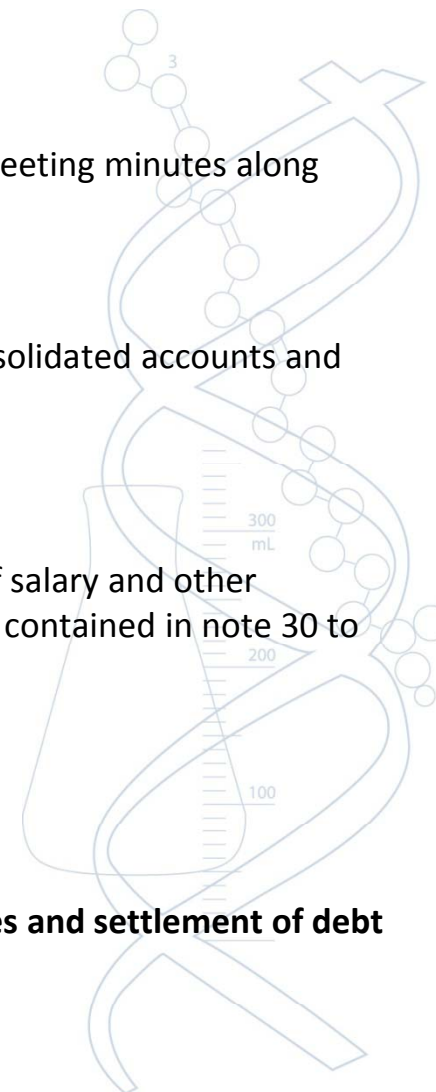 3
eeting minutes along
solidated accounts and
300
mL
f salary and other
contained in note 30 to
200
100
es and settlement of debt